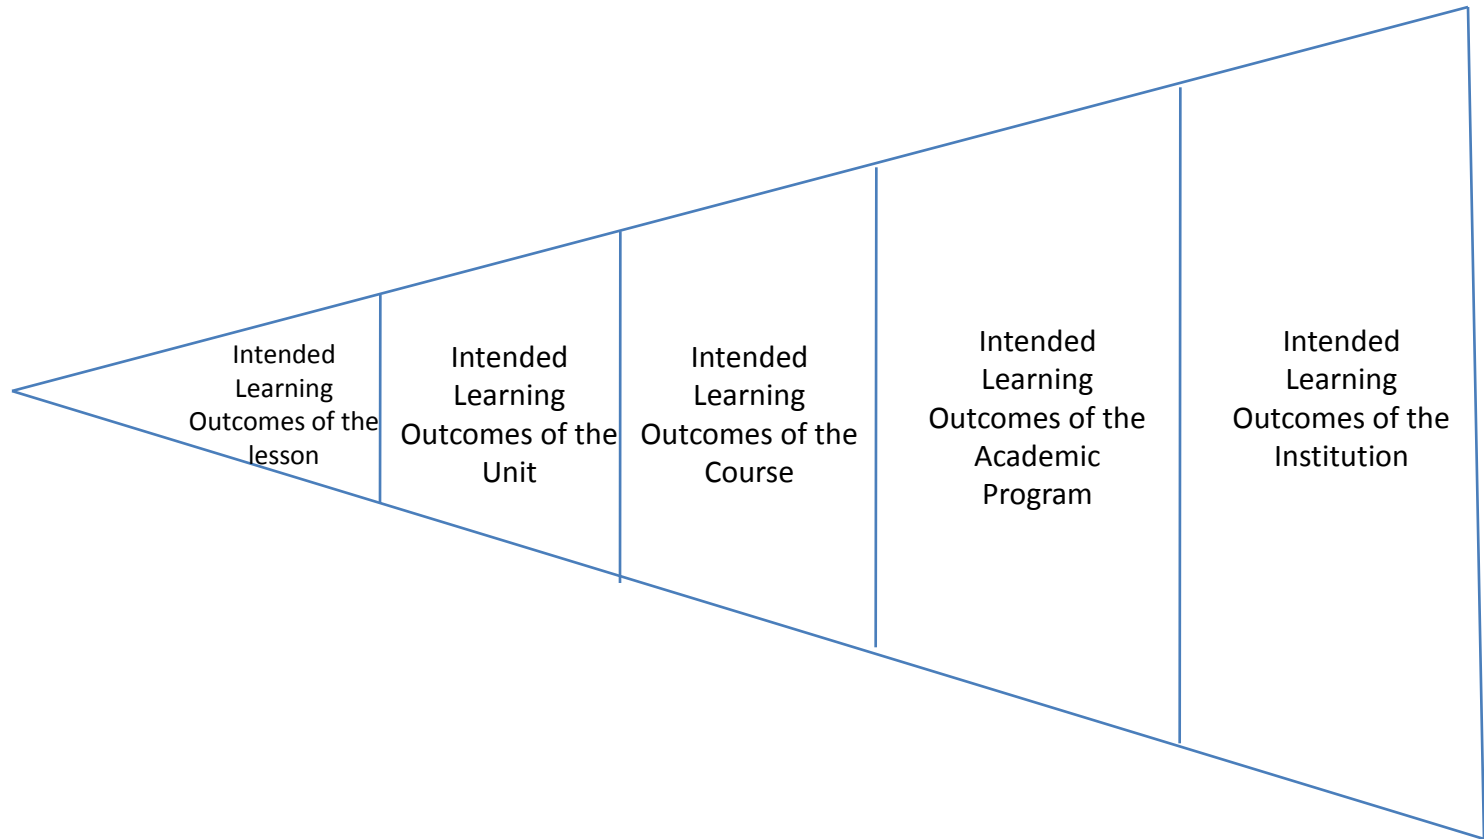 Intended
Learning
Outcomes of the
lesson
Intended
Learning
Outcomes of the
Unit
Intended
Learning
Outcomes of the
Course
Intended
Learning
Outcomes of the
Academic
Program
Intended
Learning
Outcomes of the
Institution